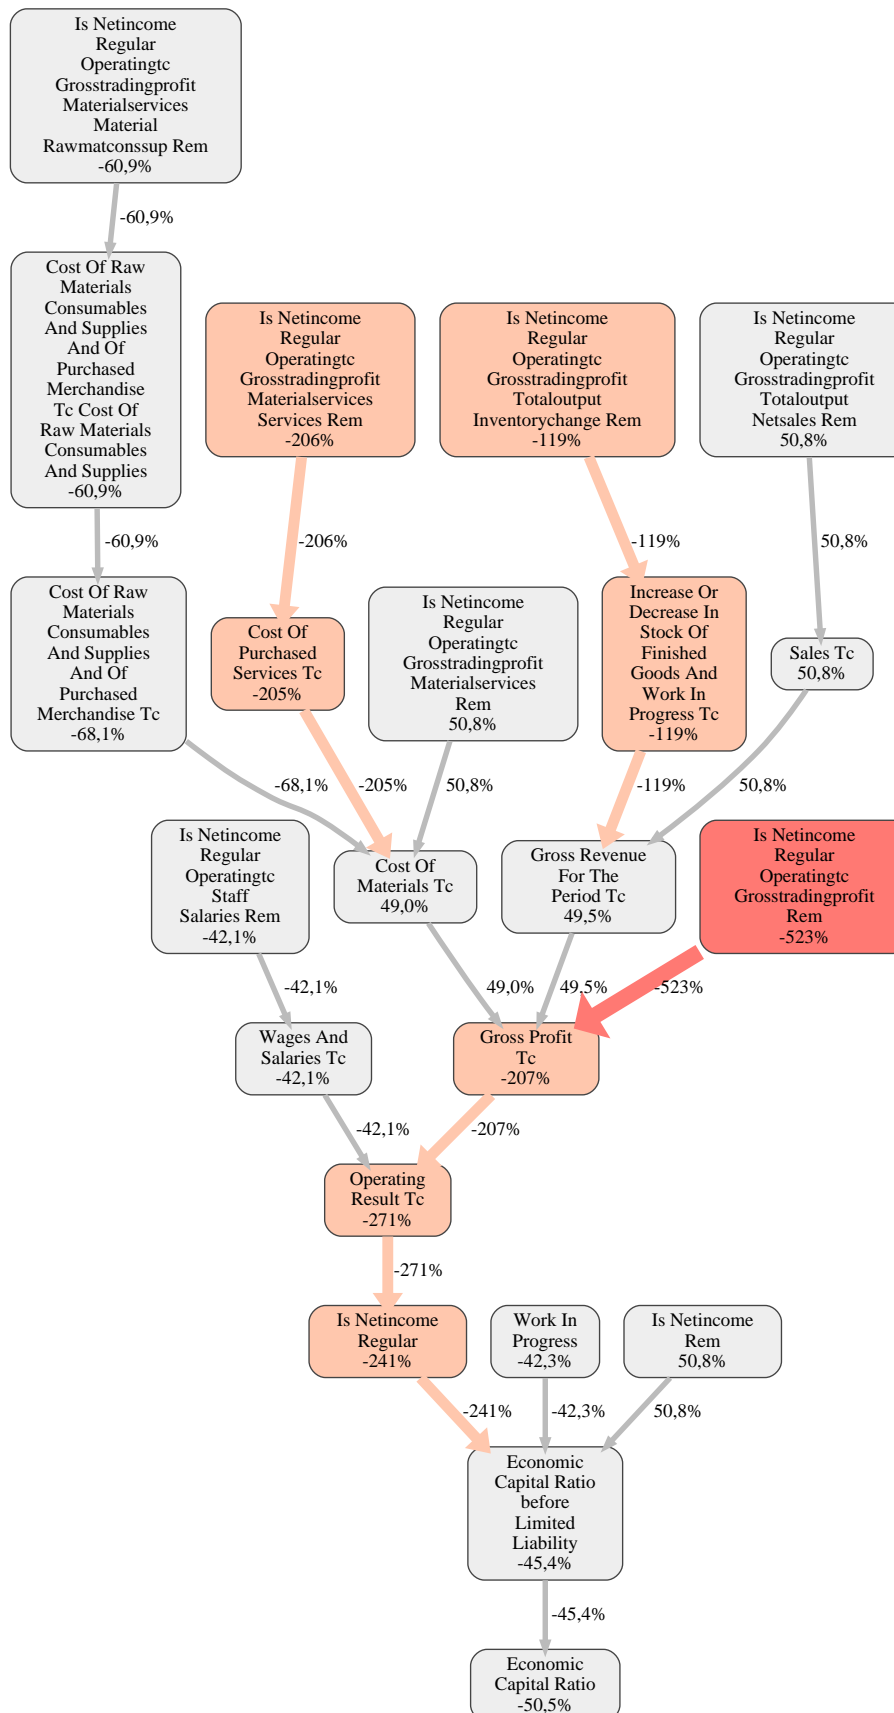 Is Netincome
Regular
Operatingtc
Grosstradingprofit
Materialservices
Material
Rawmatconssup Rem
-60,9%
-60,9%
Cost Of Raw
Materials
Consumables
And Supplies
And Of
Purchased
Merchandise
Tc Cost Of
Raw Materials
Consumables
And Supplies
-60,9%
Is Netincome
Regular
Operatingtc
Grosstradingprofit
Materialservices
Services Rem
-206%
Is Netincome
Regular
Operatingtc
Grosstradingprofit
Totaloutput
Inventorychange Rem
-119%
Is Netincome
Regular
Operatingtc
Grosstradingprofit
Totaloutput
Netsales Rem
50,8%
-60,9%
-206%
-119%
50,8%
Cost Of Raw
Materials
Consumables
And Supplies
And Of
Purchased
Merchandise Tc
-68,1%
Cost Of
Purchased
Services Tc
-205%
Is Netincome
Regular
Operatingtc
Grosstradingprofit
Materialservices
Rem
50,8%
Increase Or
Decrease In
Stock Of
Finished
Goods And
Work In
Progress Tc
-119%
Sales Tc
50,8%
-68,1%
-205%
50,8%
-119%
50,8%
Is Netincome
Regular
Operatingtc
Staff
Salaries Rem
-42,1%
Cost Of
Materials Tc
49,0%
Gross Revenue
For The
Period Tc
49,5%
Is Netincome
Regular
Operatingtc
Grosstradingprofit
Rem
-523%
-42,1%
49,0%
49,5%
-523%
Wages And
Salaries Tc
-42,1%
Gross Profit
Tc
-207%
-42,1%
-207%
Operating
Result Tc
-271%
-271%
Is Netincome
Regular
-241%
Work In
Progress
-42,3%
Is Netincome
Rem
50,8%
-241%
-42,3%
50,8%
Economic
Capital Ratio
before
Limited
Liability
-45,4%
-45,4%
Economic
Capital Ratio
-50,5%